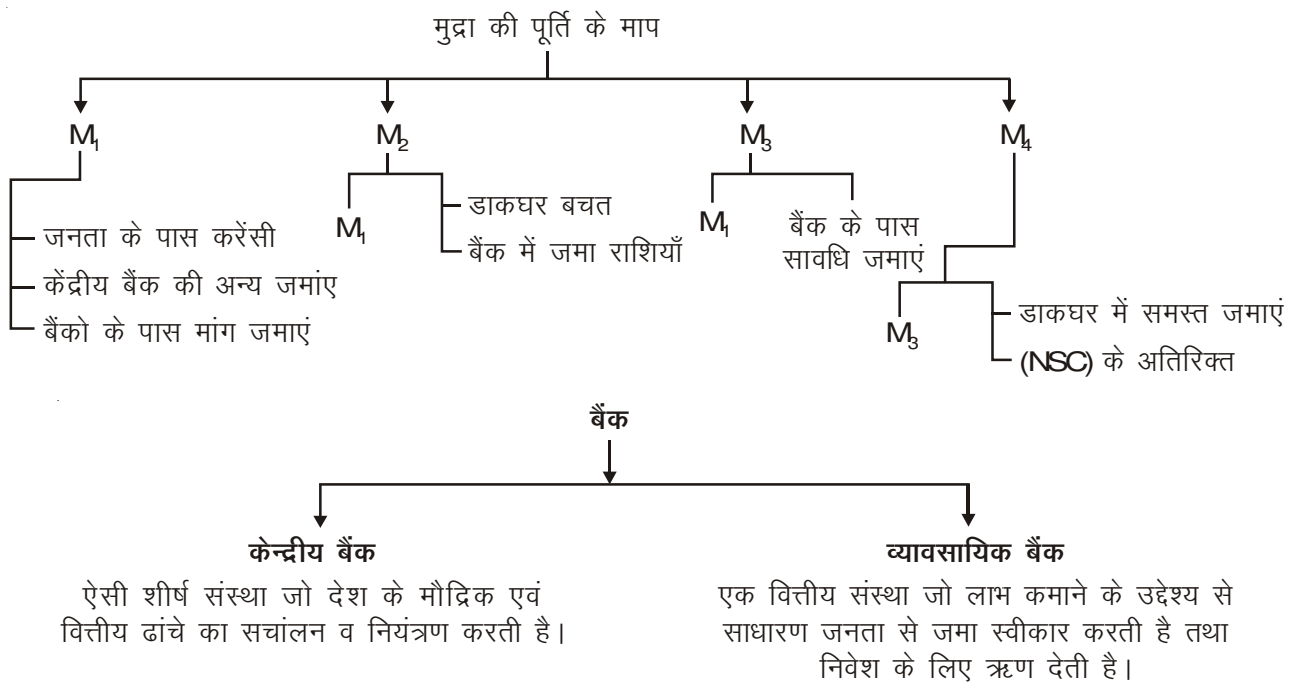 मुद्रा की पूर्ति के माप
M₁
M₂
M₃
M₄
जनता के पास करेंसी
केंद्रीय बैंक की अन्य जमांए
बैंको के पास मांग जमाएं
M₁
डाकघर बचत
बैंक में जमा राशियाँ
M₁
बैंक के पास
सावधि जमाएं
M₃
डाकघर में समस्त जमाएं
(NSC) के अतिरिक्त
बैंक
केन्द्रीय बैंक
ऐसी शीर्ष संस्था जो देश के मौद्रिक एवं
वित्तीय ढांचे का सचांलन व नियंत्रण करती है।
व्यावसायिक बैंक
एक वित्तीय संस्था जो लाभ कमाने के उद्देश्य से
साधारण जनता से जमा स्वीकार करती है तथा
निवेश के लिए ऋण देती है।